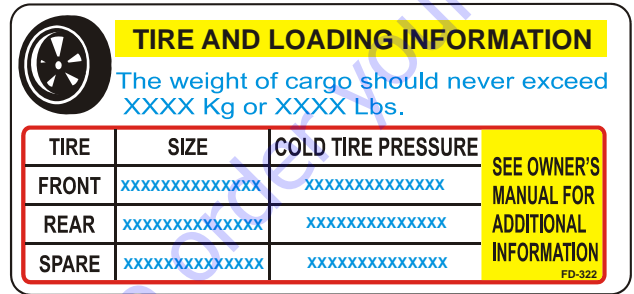 TIRE AND LOADING INFORMATION
The weight of cargo should never exceed
XXXX Kg or XXXX Lbs.
TIRE SIZE COLD TIRE PRESSURE
FRONT XXXXXXXXXXXXXX XXXXXXXXXXXXXX
REAR XXXXXXXXXXXXXX XXXXXXXXXXXXXX
SPARE XXXXXXXXXXXXXX XXXXXXXXXXXXXX
SEE OWNER'S
MANUAL FOR
ADDITIONAL
INFORMATION
FD-322
order your